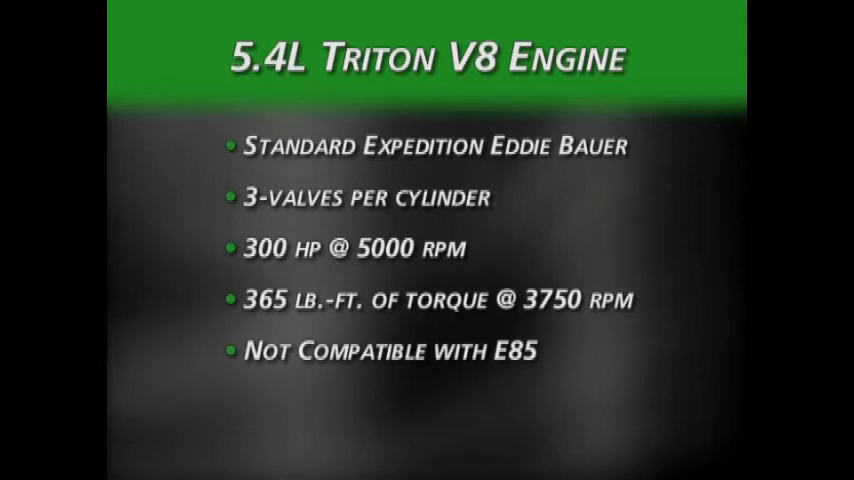 5.4L Triton V8 Engine
Standard Expedition Eddie Bauer
3-valves per cylinder
300 hp @ 5000 rpm
365 lb.-ft. of torque @ 3750 rpm
Not Compatible with E85